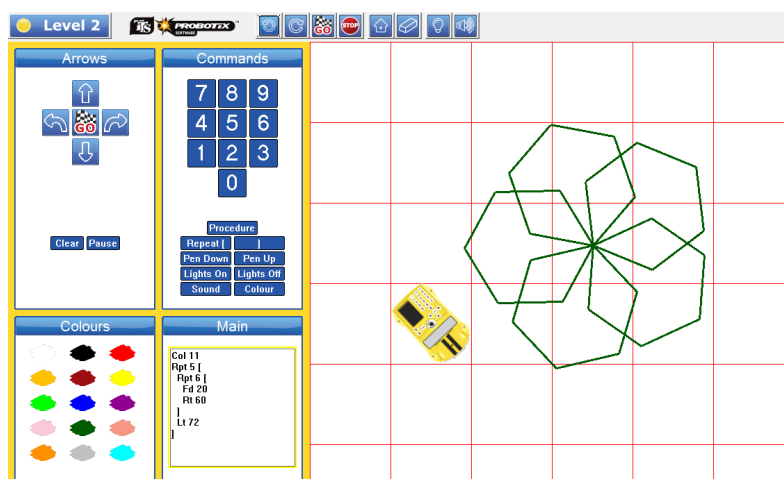 Level 2
TTS PROBOTIX
SOFTWARE
GO
STOP
Arrows
GO
Clear Pause
Commands
7 8 9
4 5 6
1 2 3
0
Procedure
Repeat [ ]
Pen Down Pen Up
Lights On Lights Off
Sound Colour
Colours
Main
Col 11
Rpt 5 [
Rpt 6 [
Fd 20
Rt 60
]
Lt 72
]